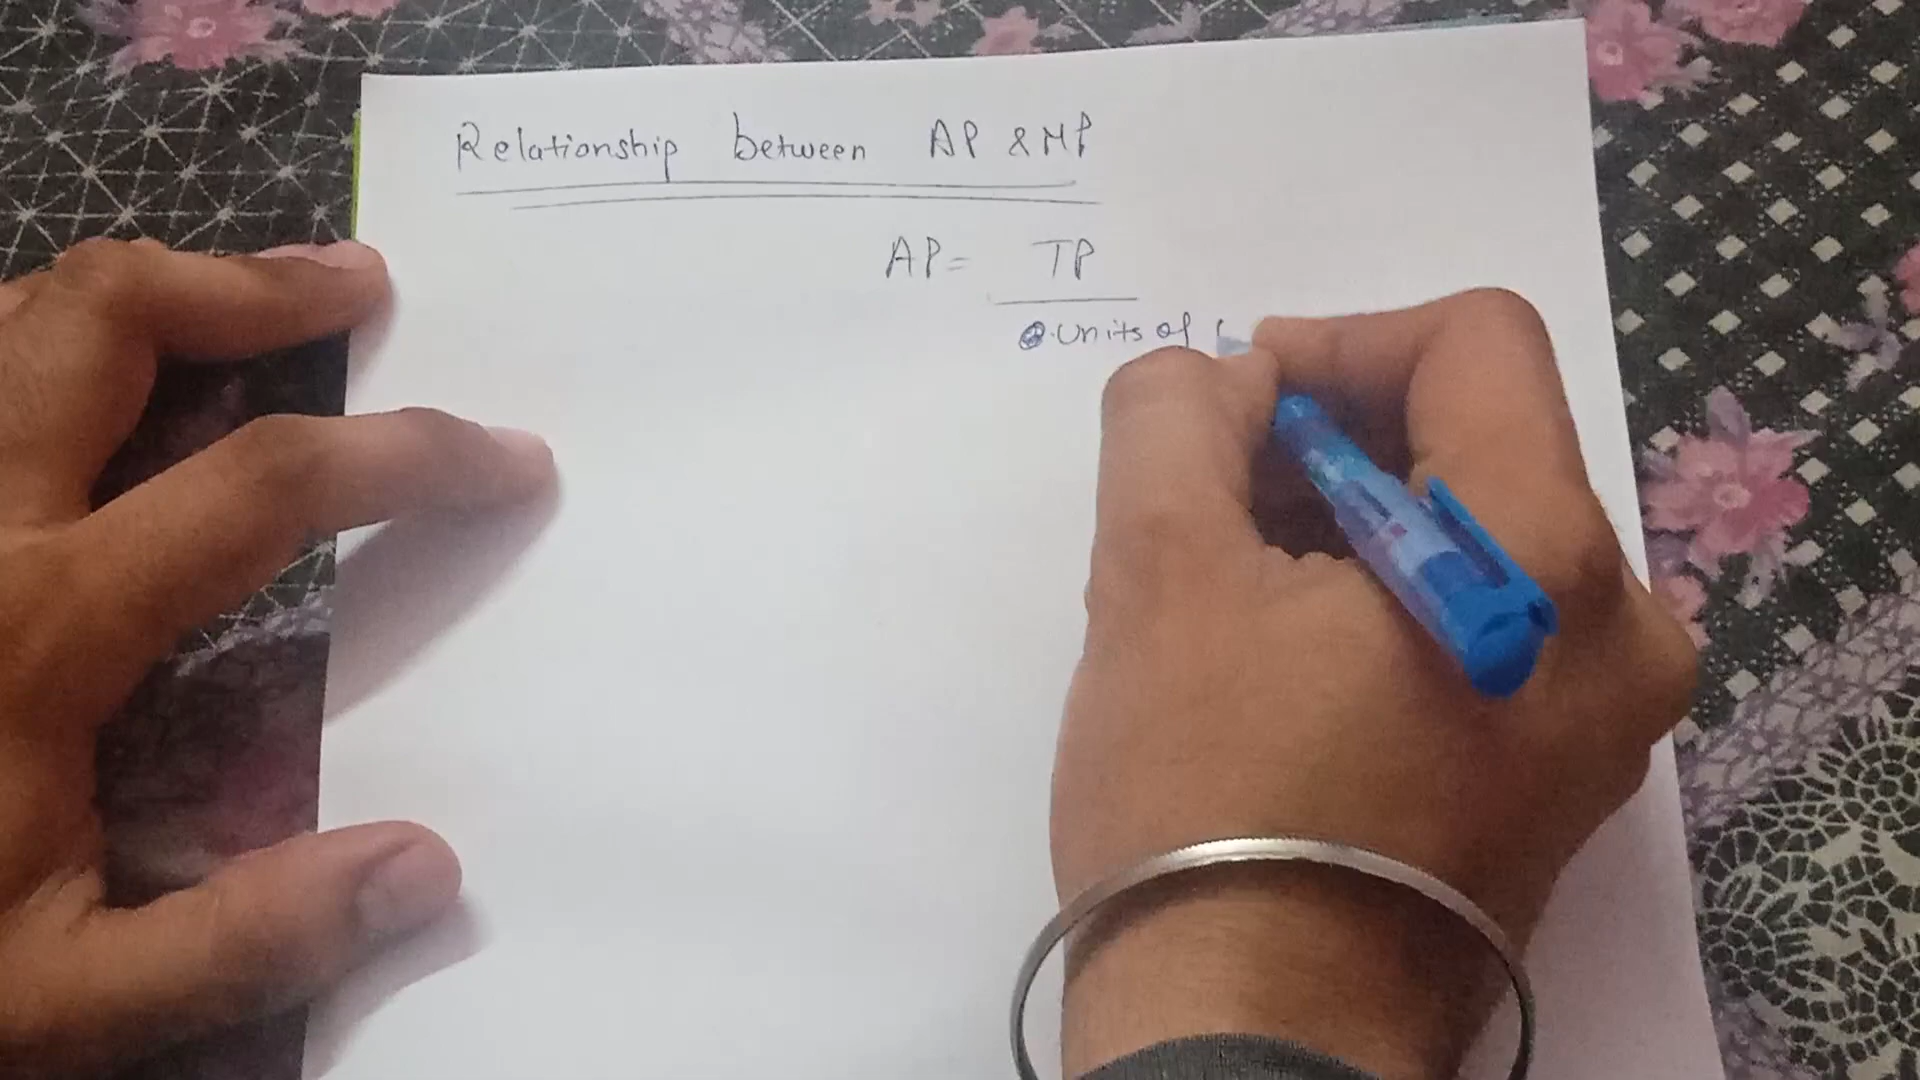 Relationship between AP & MP
AP = TP
Units of